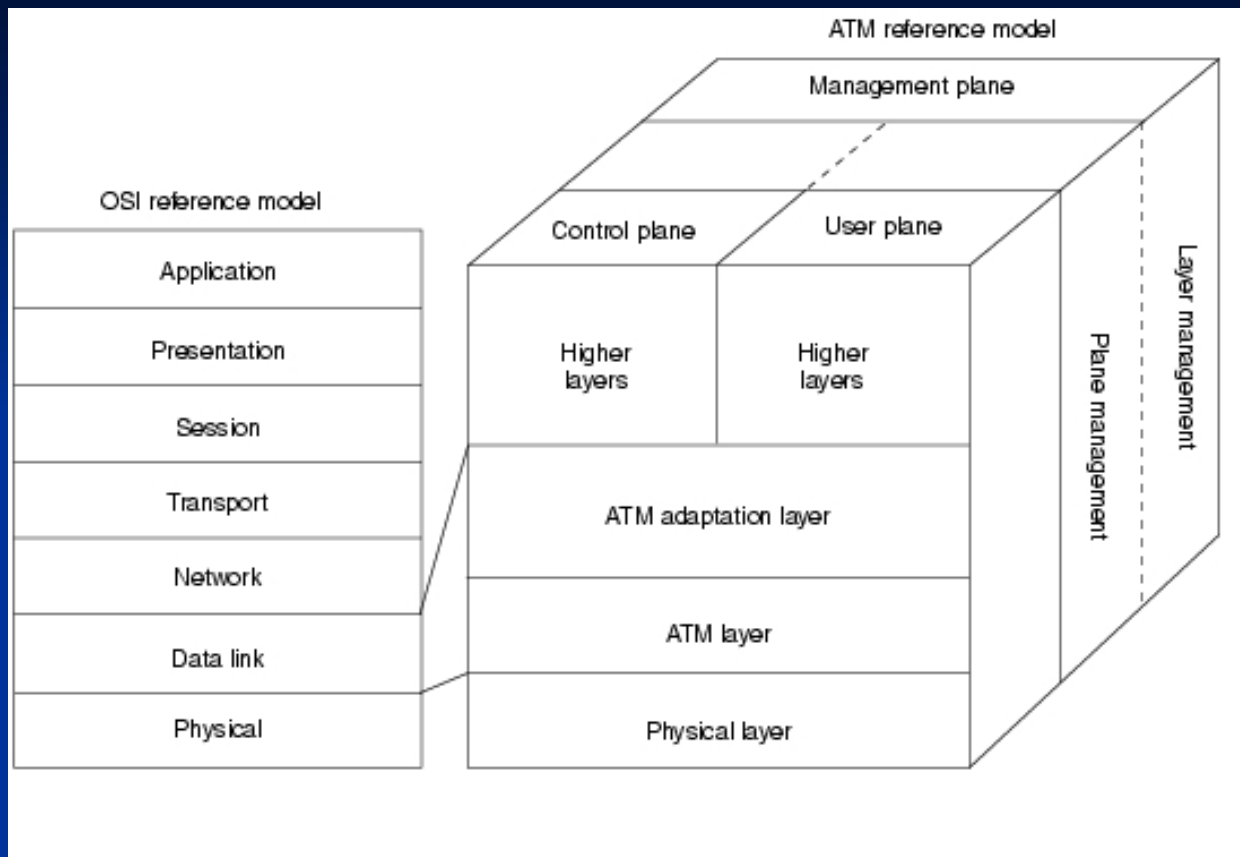 ATM reference model
Management plane
OSI reference model
Control plane
User plane
Application
Presentation
Session
Transport
Network
Data link
Physical
Higher
layers
Higher
layers
ATM adaptation layer
ATM layer
Physical layer
Plane management
Layer management